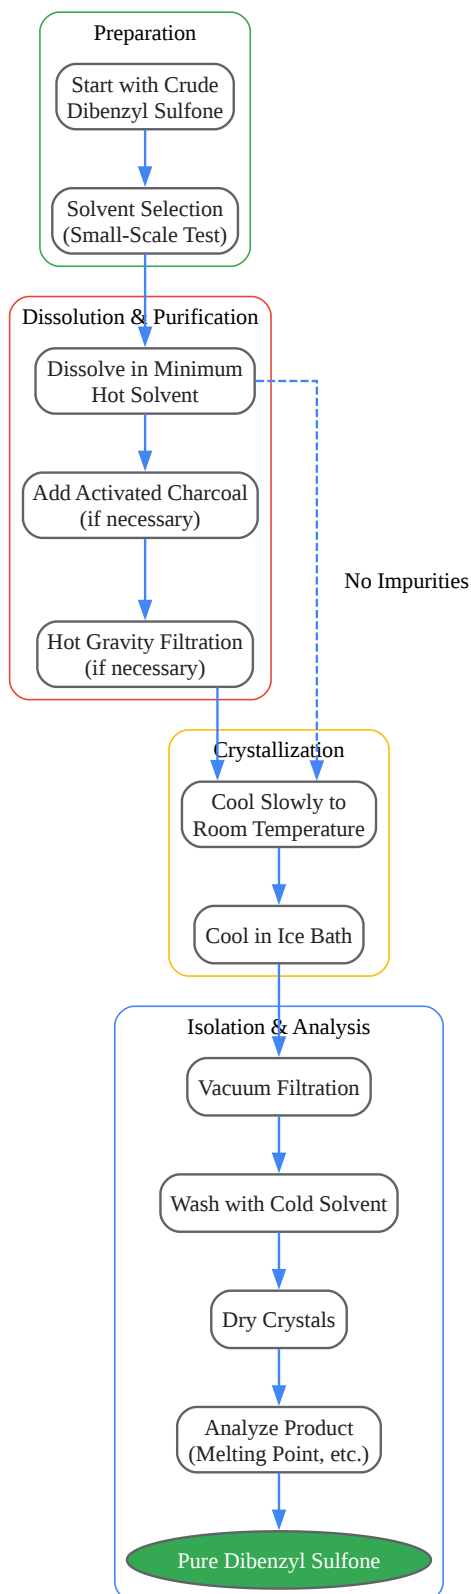 Preparation
Start with Crude
Dibenzyl Sulfone
Solvent Selection
(Small-Scale Test)
Dissolution & Purification
Dissolve in Minimum
Hot Solvent
Add Activated Charcoal
(if necessary)
No Impurities
Hot Gravity Filtration
(if necessary)
Crystallization
Cool Slowly to
Room Temperature
Cool in Ice Bath
Isolation & Analysis
Vacuum Filtration
Wash with Cold Solvent
Dry Crystals
Analyze Product
(Melting Point, etc.)
Pure Dibenzyl Sulfone